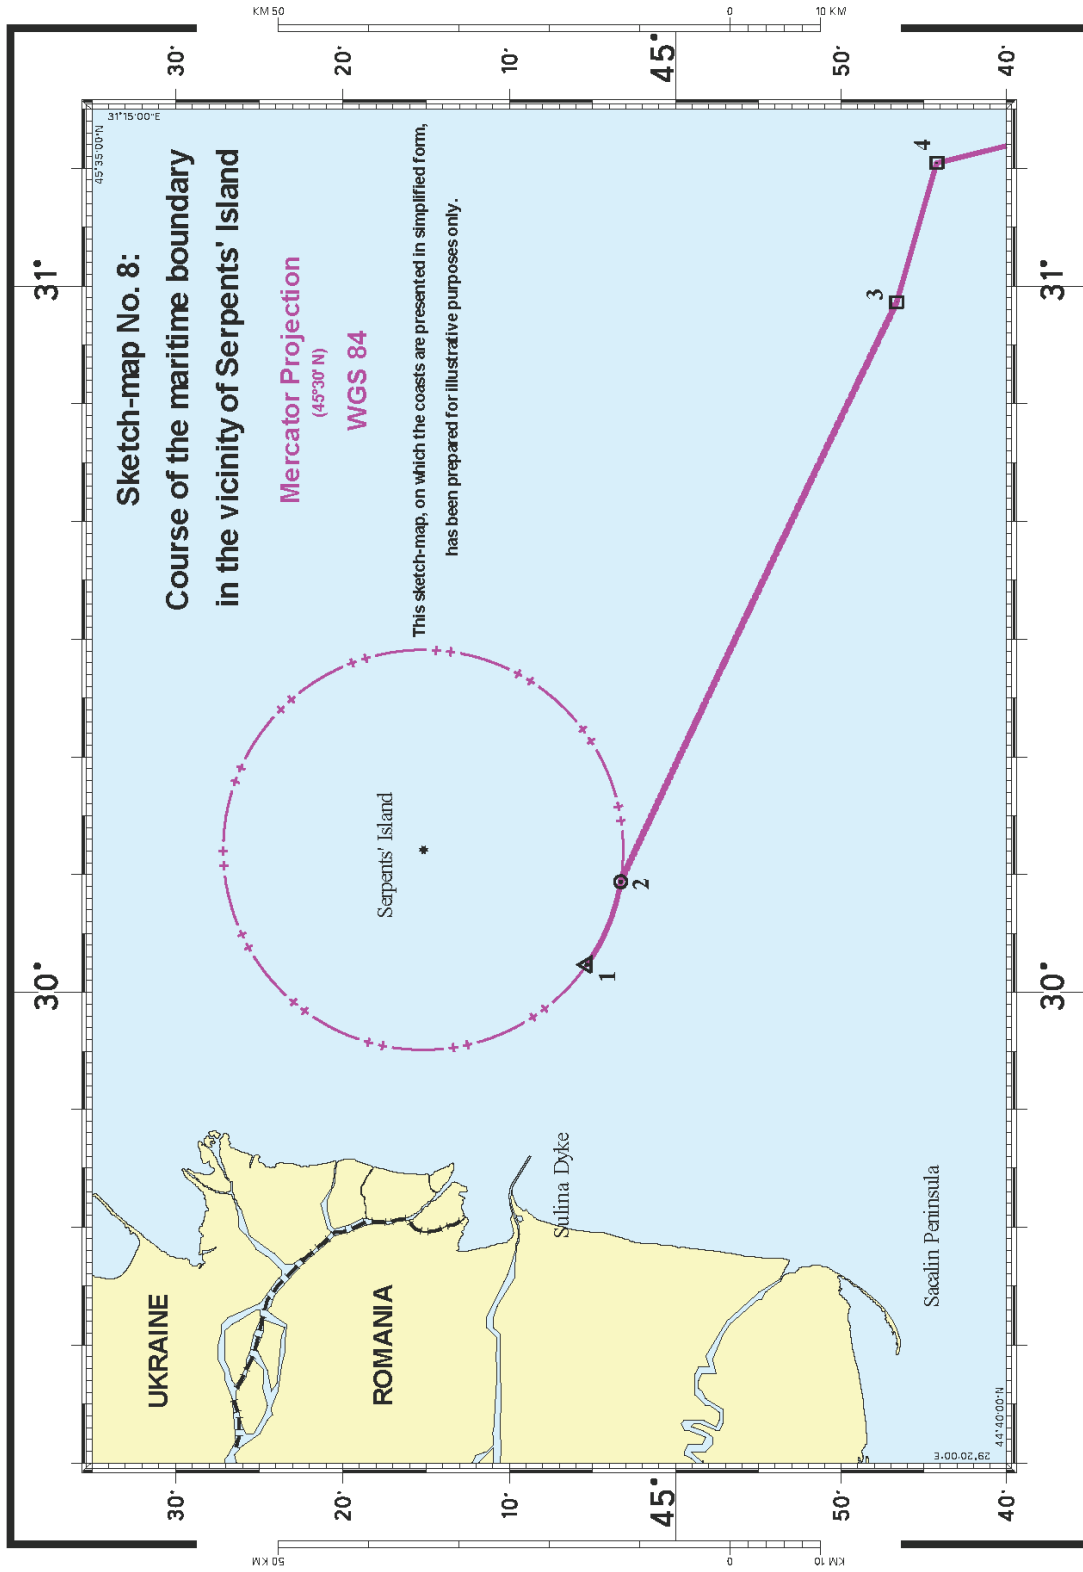 Sketch-map No. 8:
Course of the maritime boundary
in the vicinity of Serpents' Island
Mercator Projection
(45°30' N)
WGS 84
This sketch-map, on which the coasts are presented in simplified form,
has been prepared for illustrative purposes only.
45°35'00"N
31°15'00"E
30°
31°
30'
20'
10'
45°
50'
40'
30'
20'
10'
45°
50'
40'
30°
31°
KM 50
0
10 KM
50 KM
0
KM 10
UKRAINE
ROMANIA
Serpents' Island
Sulina Dyke
Sacalin Peninsula
1
2
3
4
29°20'00"E
44°40'00"N